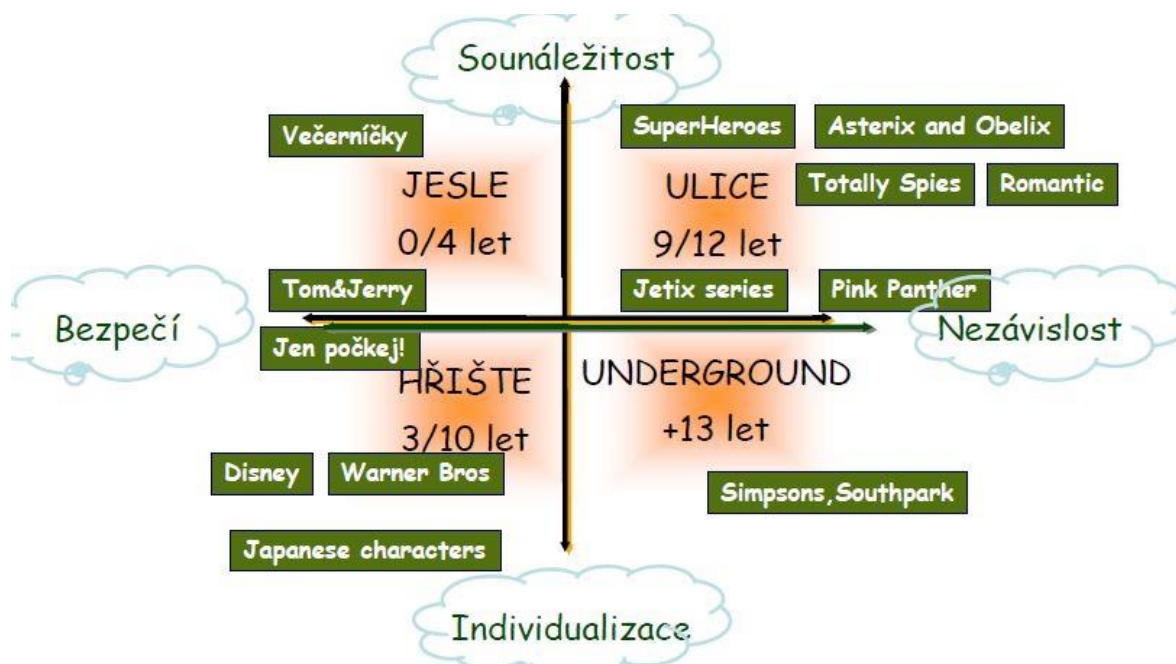 Sounáležitost
Večerníčky
SuperHeroes
Asterix and Obelix
JESLE
0/4 let
ULICE
9/12 let
Totally Spies
Romantic
Tom&Jerry
Jetix series
Pink Panther
Bezpečí
Nezávislost
Jen počkej!
HŘIŠTE
3/10 let
UNDERGROUND
+13 let
Disney
Warner Bros
Simpsons,Southpark
Japanese characters
Individualizace